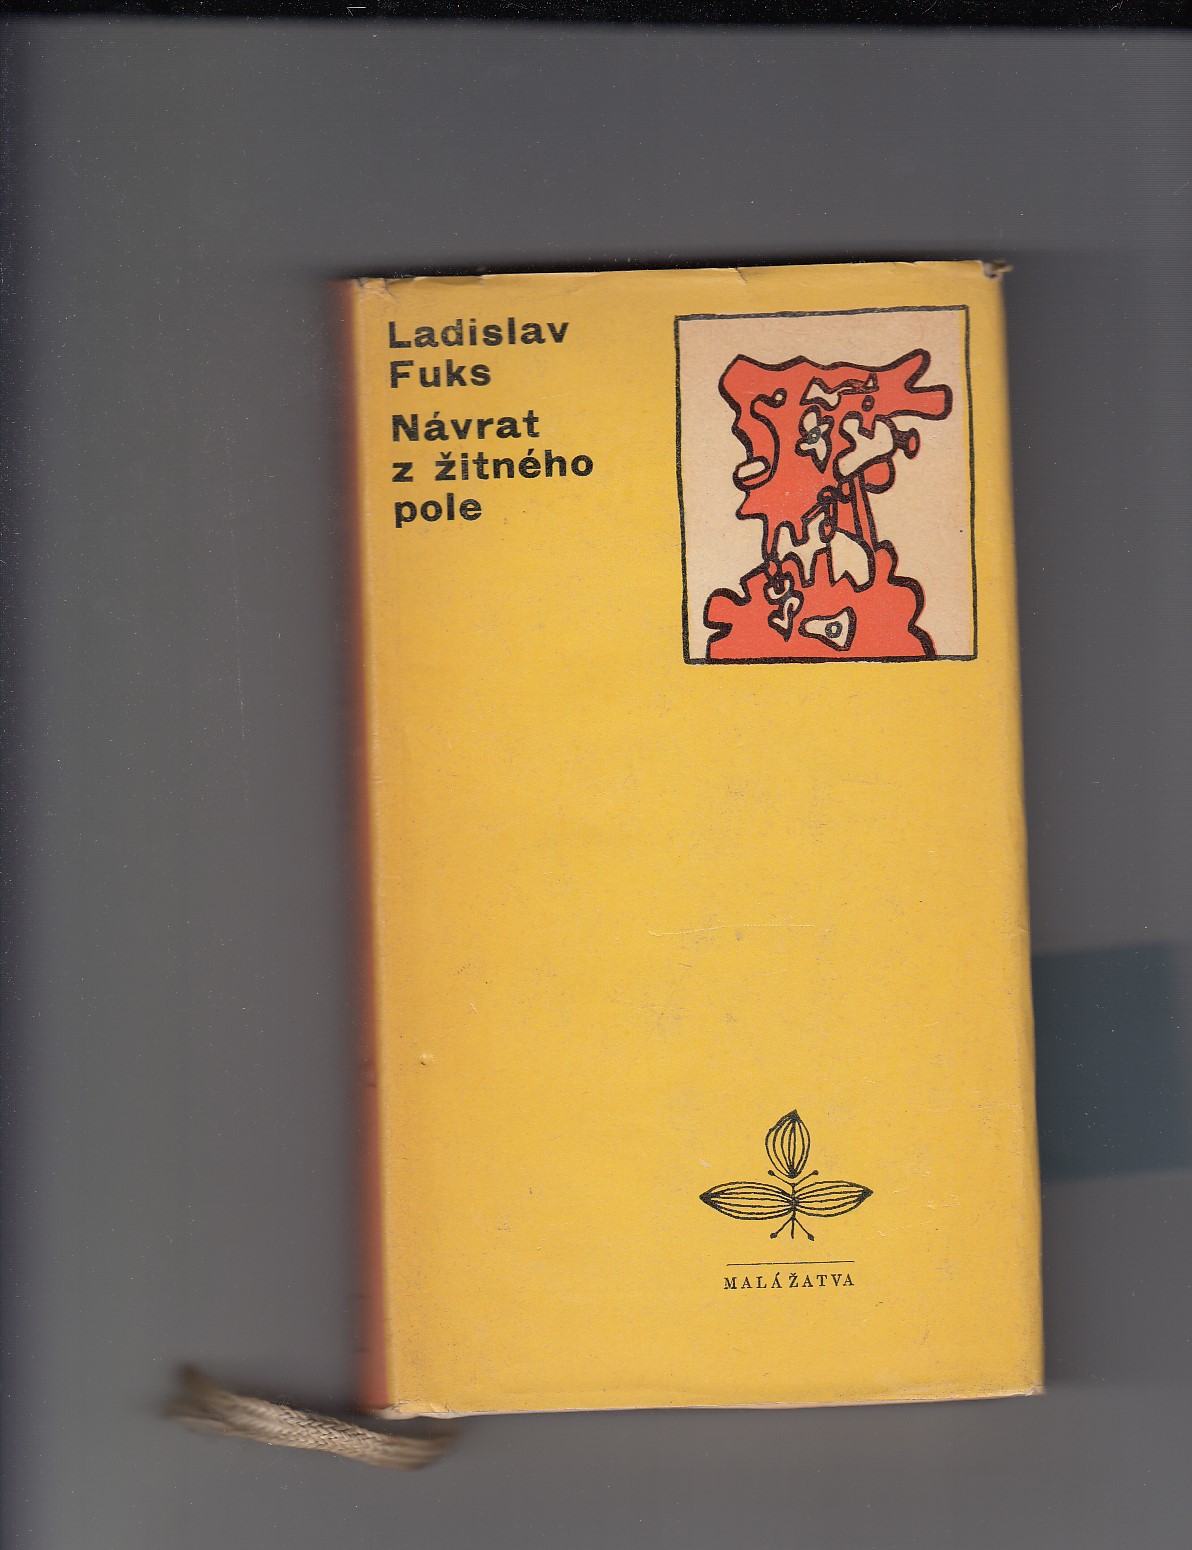 Ladislav
Fuks
Návrat
z žitného
pole
MALÁ ŽATVA